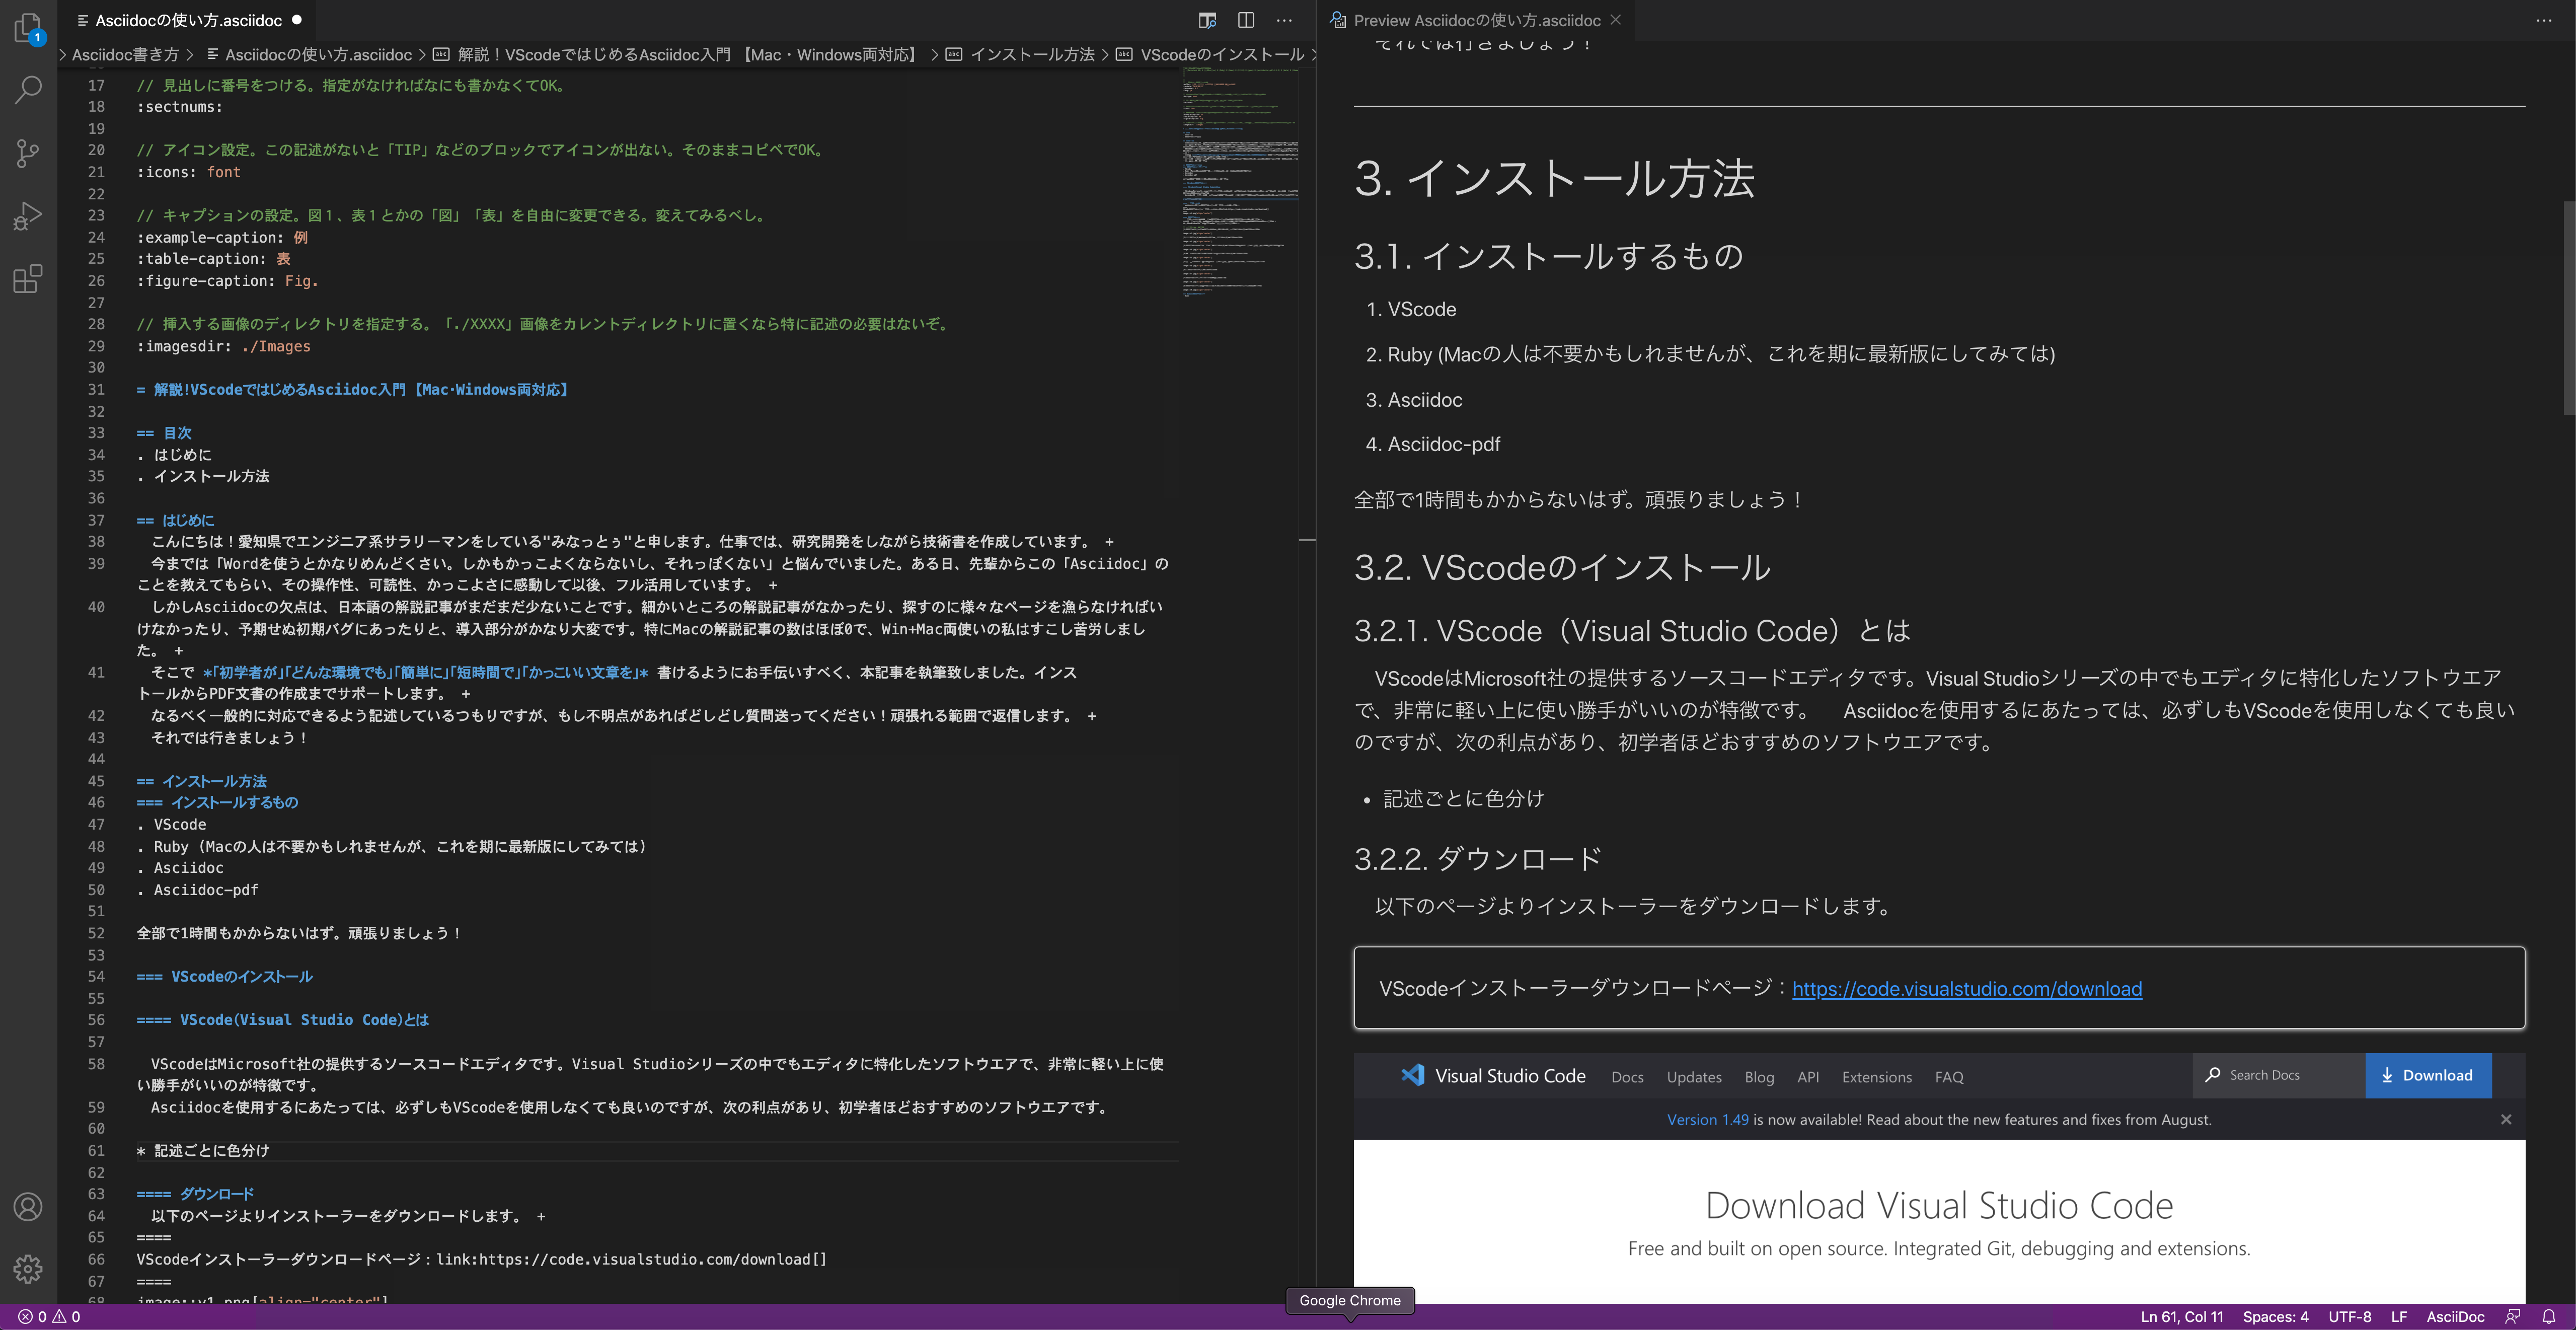 Asciidocの使い方.asciidoc
Asciidoc書き方 > Asciidocの使い方.asciidoc > 解説！VScodeではじめるAsciidoc入門 【Mac・Windows両対応】 > インストール方法 > VScodeのインストール
17 // 見出しに番号をつける。指定がなければなにも書かなくてOK。
18 :sectnums:
19
20 // アイコン設定。この記述がないと「TIP」などのブロックでアイコンが出ない。そのままコピペでOK。
21 :icons: font
22
23 // キャプションの設定。図１、表１とかの「図」「表」を自由に変更できる。変えてみるべし。
24 :example-caption: 例
25 :table-caption: 表
26 :figure-caption: Fig.
27
28 // 挿入する画像のディレクトリを指定する。「./XXXX」画像をカレントディレクトリに置くなら特に記述の必要はないぞ。
29 :imagesdir: ./Images
30
31 = 解説!VScodeではじめるAsciidoc入門【Mac・Windows両対応】
32
33 == 目次
34 . はじめに
35 . インストール方法
36
37 == はじめに
38 こんにちは！愛知県でエンジニア系サラリーマンをしている"みなっとぅ"と申します。仕事では、研究開発をしながら技術書を作成しています。 +
39 今までは「Wordを使うとかなりめんどくさい。しかもかっこよくならないし、それっぽくない」と悩んでいました。ある日、先輩からこの「Asciidoc」の
ことを教えてもらい、その操作性、可読性、かっこよさに感動して以後、フル活用しています。 +
40 しかしAsciidocの欠点は、日本語の解説記事がまだまだ少ないことです。細かいところの解説記事がなかったり、探すのに様々なページを漁らなければい
けなかったり、予期せぬ初期バグにあったりと、導入部分がかなり大変です。特にMacの解説記事の数はほぼ0で、Win+Mac両使いの私はすこし苦労しまし
た。 +
41 そこで *「初学者が」「どんな環境でも」「簡単に」「短時間で」「かっこいい文章を」* 書けるようにお手伝いすべく、本記事を執筆致しました。インス
トールからPDF文書の作成までサポートします。 +
42 なるべく一般的に対応できるよう記述しているつもりですが、もし不明点があればどしどし質問送ってください！頑張れる範囲で返信します。 +
43 それでは行きましょう！
44
45 == インストール方法
46 === インストールするもの
47 . VScode
48 . Ruby (Macの人は不要かもしれませんが、これを期に最新版にしてみては)
49 . Asciidoc
50 . Asciidoc-pdf
51
52 全部で1時間もかからないはず。頑張りましょう！
53
54 === VScodeのインストール
55
56 ==== VScode(Visual Studio Code)とは
57
58 VScodeはMicrosoft社の提供するソースコードエディタです。Visual Studioシリーズの中でもエディタに特化したソフトウエアで、非常に軽い上に使
い勝手がいいのが特徴です。
59 Asciidocを使用するにあたっては、必ずしもVScodeを使用しなくても良いのですが、次の利点があり、初学者ほどおすすめのソフトウエアです。
60
61 * 記述ごとに色分け
62
63 ==== ダウンロード
64 以下のページよりインストーラーをダウンロードします。 +
65 ====
66 VScodeインストーラーダウンロードページ：link:https://code.visualstudio.com/download[]
67 ====
68 image::v1.png[align="center"]
Preview Asciidocの使い方.asciidoc
それでは行きましょう！
3. インストール方法
3.1. インストールするもの
1. VScode
2. Ruby (Macの人は不要かもしれませんが、これを期に最新版にしてみては)
3. Asciidoc
4. Asciidoc-pdf
全部で1時間もかからないはず。頑張りましょう！
3.2. VScodeのインストール
3.2.1. VScode（Visual Studio Code）とは
VScodeはMicrosoft社の提供するソースコードエディタです。Visual Studioシリーズの中でもエディタに特化したソフトウエア
で、非常に軽い上に使い勝手がいいのが特徴です。 Asciidocを使用するにあたっては、必ずしもVScodeを使用しなくても良い
のですが、次の利点があり、初学者ほどおすすめのソフトウエアです。
• 記述ごとに色分け
3.2.2. ダウンロード
以下のページよりインストーラーをダウンロードします。
VScodeインストーラーダウンロードページ：https://code.visualstudio.com/download
Visual Studio Code Docs Updates Blog API Extensions FAQ Search Docs Download
Version 1.49 is now available! Read about the new features and fixes from August.
Download Visual Studio Code
Free and built on open source. Integrated Git, debugging and extensions.
Google Chrome
1
0 0
Ln 61, Col 11 Spaces: 4 UTF-8 LF AsciiDoc